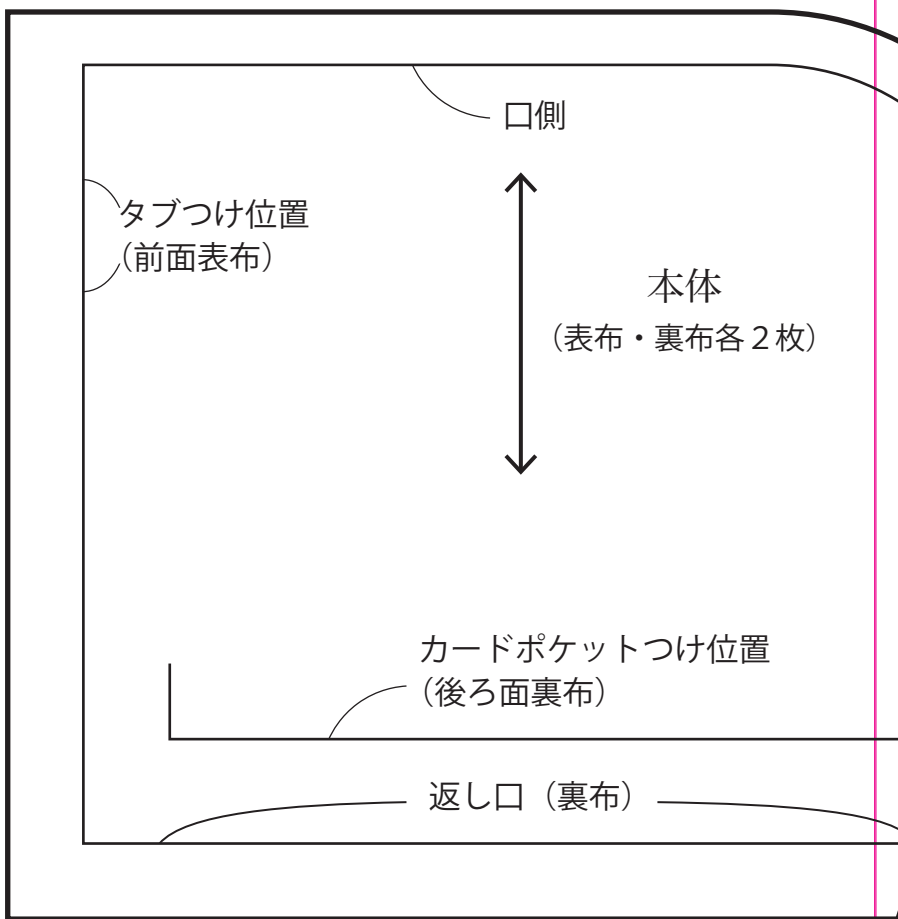 口側
タブつけ位置
（前面表布）
本体
（表布・裏布各２枚）
カードポケットつけ位置
（後ろ面裏布）
返し口（裏布）